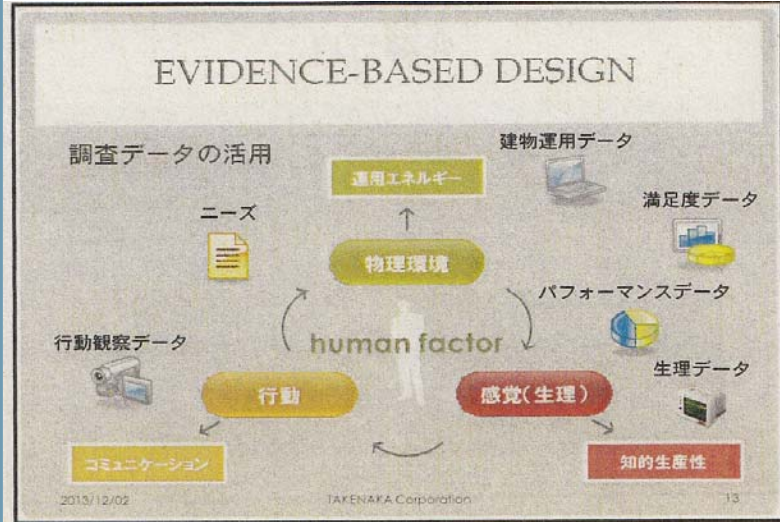 EVIDENCE-BASED DESIGN
調査データの活用
建物運用データ
運用エネルギー
満足度データ
ニーズ
物理環境
パフォーマンスデータ
行動観察データ
human factor
生理データ
行動
感覚(生理)
コミュニケーション
知的生産性
2013/12/02
TAKENAKA Corporation
13